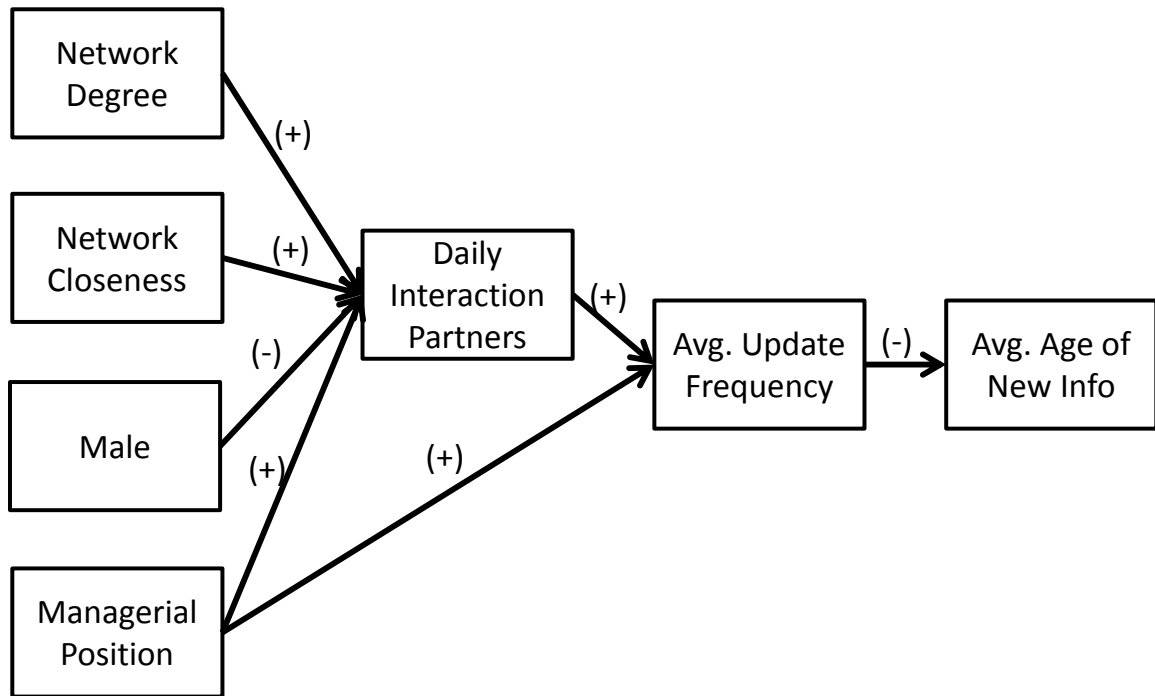 Network
Degree
(+)
Network
Closeness
(+)
Daily
Interaction
Partners
(+)
Avg. Update
Frequency
(-)
Avg. Age of
New Info
(-)
Male
(+)
(+)
Managerial
Position